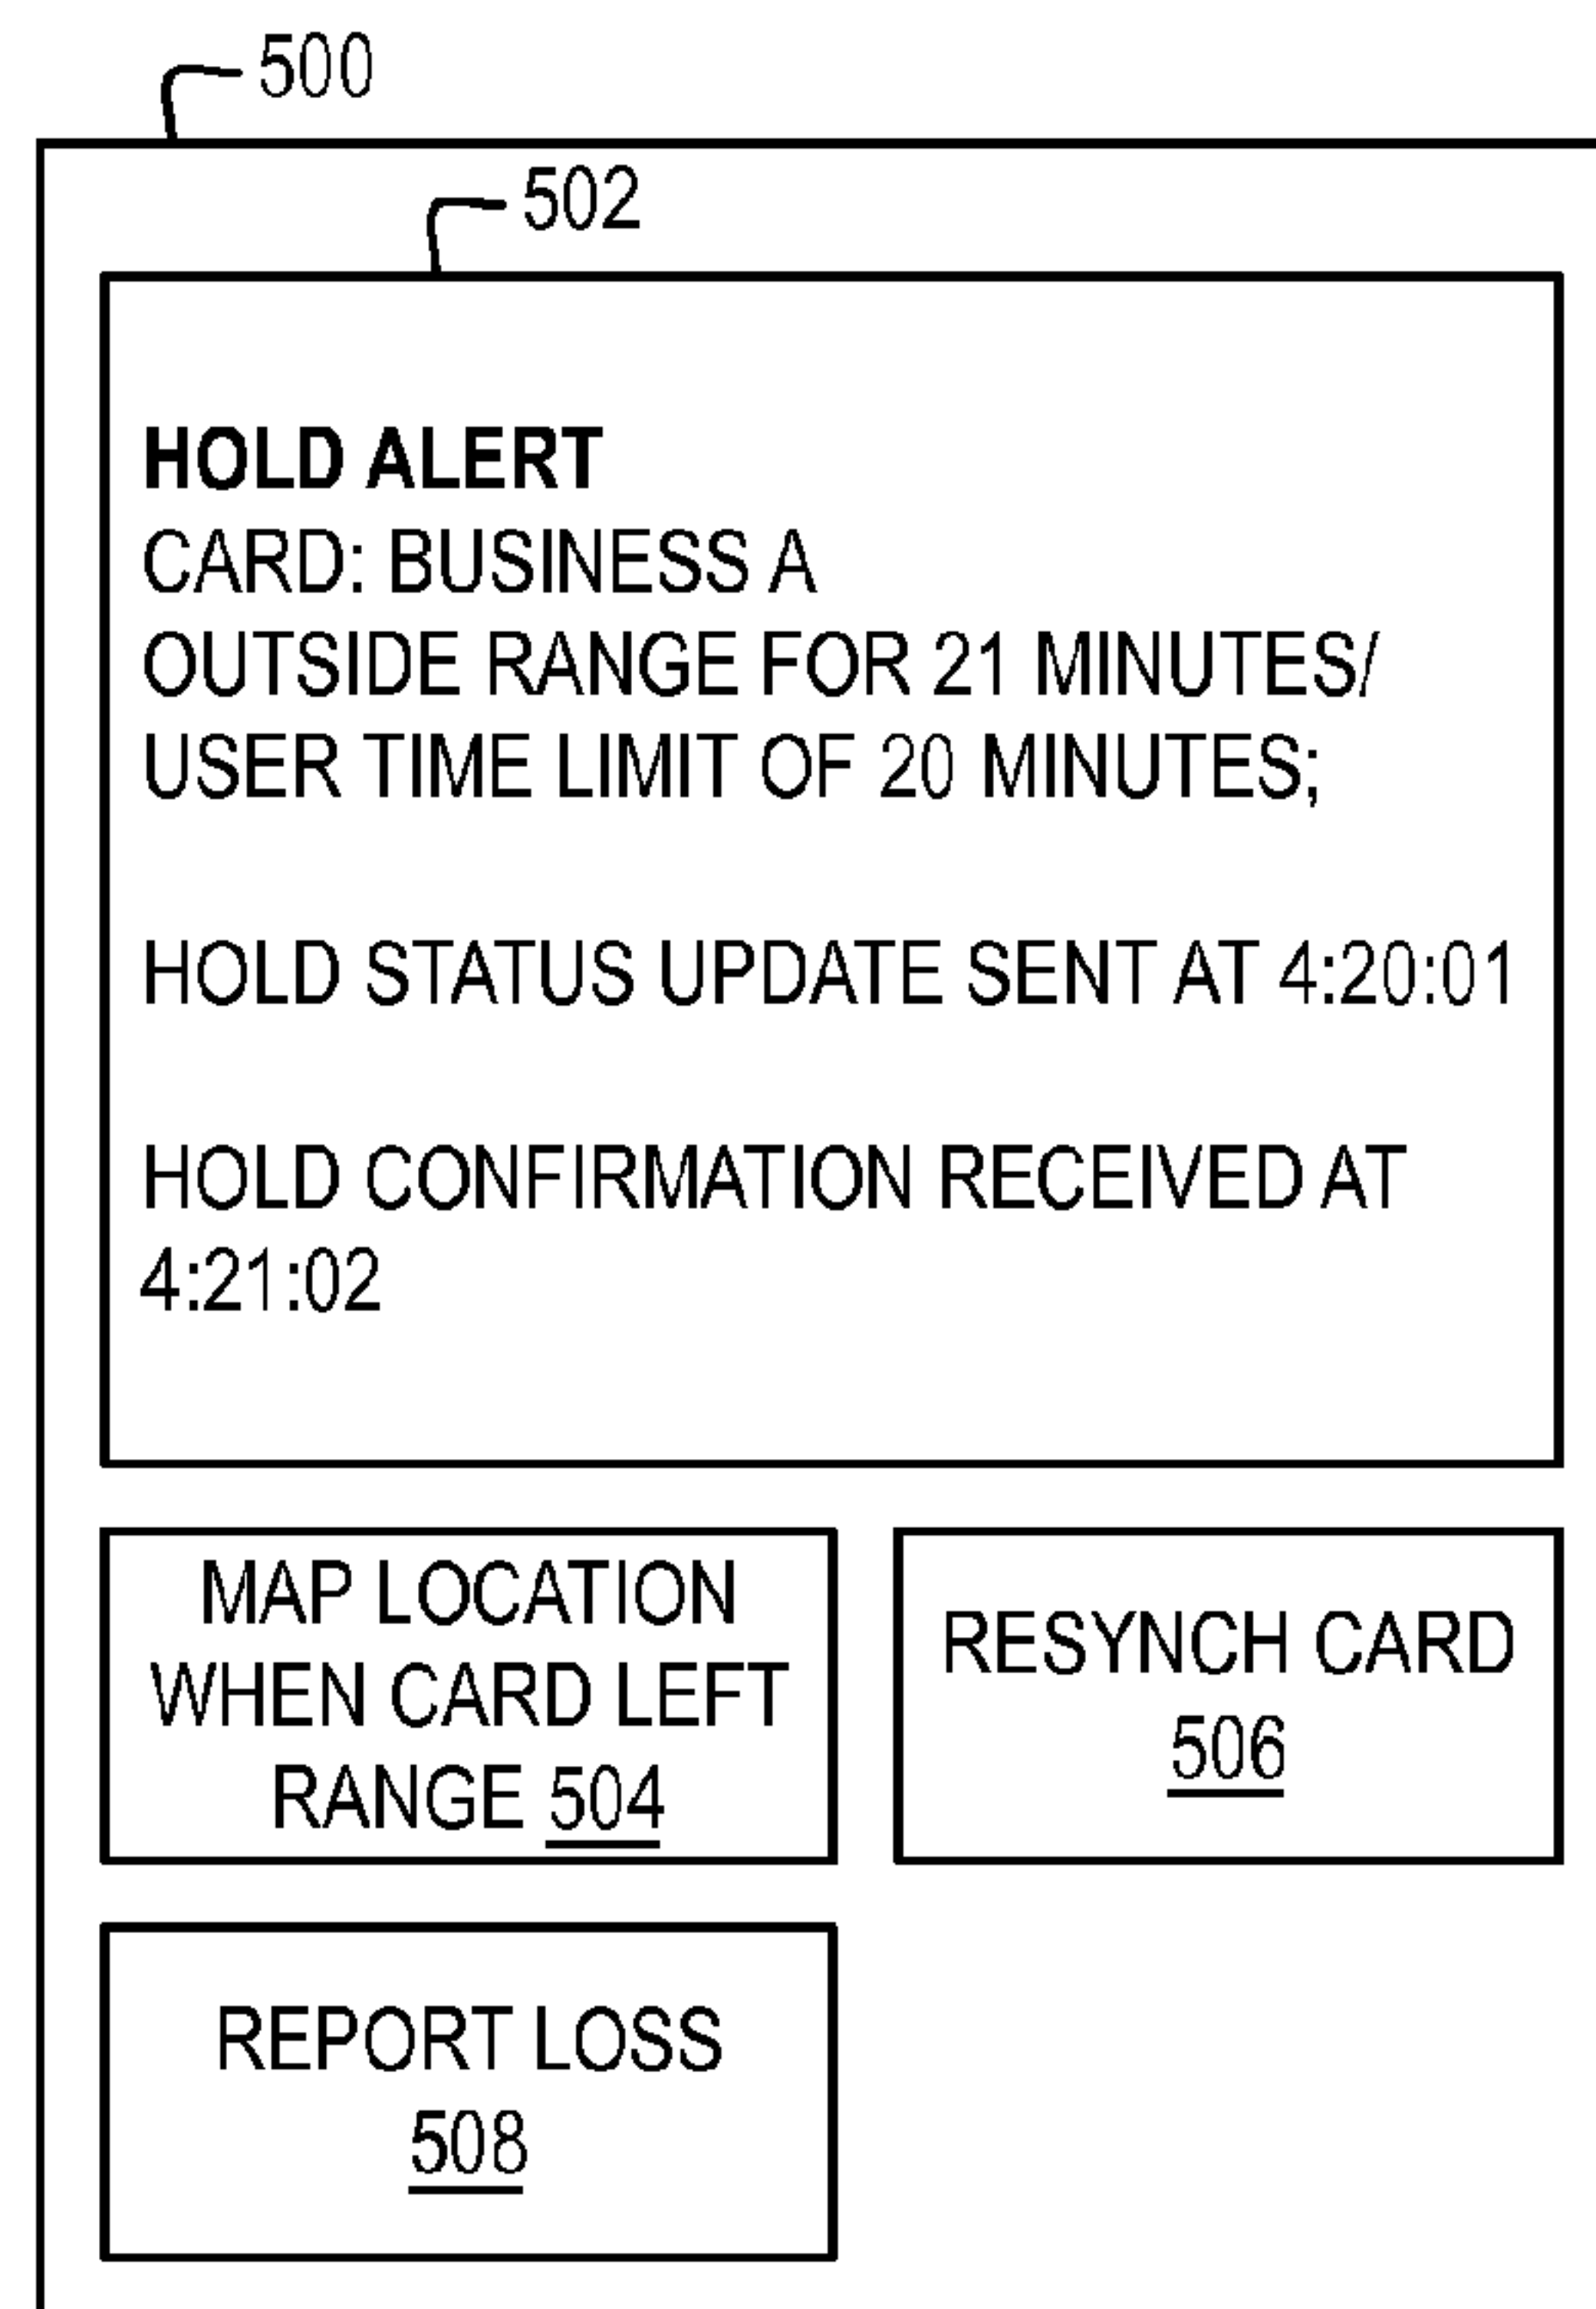 500
502
HOLD ALERT
CARD: BUSINESS A
OUTSIDE RANGE FOR 21 MINUTES/
USER TIME LIMIT OF 20 MINUTES;
HOLD STATUS UPDATE SENT AT 4:20:01
HOLD CONFIRMATION RECEIVED AT
4:21:02
MAP LOCATION
WHEN CARD LEFT
RANGE 504
RESYNCH CARD
506
REPORT LOSS
508